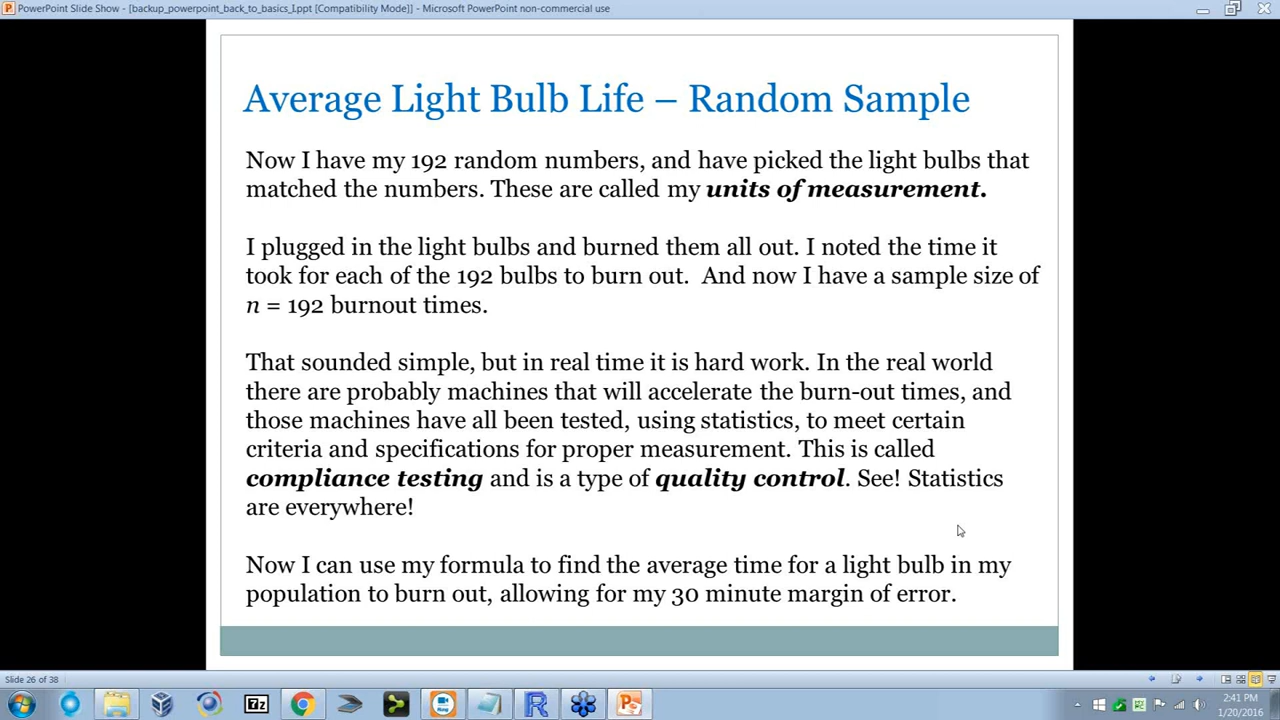 PowerPoint Slide Show - [backup_powerpoint_back_to_basics_I.ppt [Compatibility Mode]] - Microsoft PowerPoint non-commercial use
Average Light Bulb Life – Random Sample
Now I have my 192 random numbers, and have picked the light bulbs that
matched the numbers. These are called my units of measurement.
I plugged in the light bulbs and burned them all out. I noted the time it
took for each of the 192 bulbs to burn out. And now I have a sample size of
n = 192 burnout times.
That sounded simple, but in real time it is hard work. In the real world
there are probably machines that will accelerate the burn-out times, and
those machines have all been tested, using statistics, to meet certain
criteria and specifications for proper measurement. This is called
compliance testing and is a type of quality control. See! Statistics
are everywhere!
Now I can use my formula to find the average time for a light bulb in my
population to burn out, allowing for my 30 minute margin of error.
Slide 26 of 38
7z
R
2:41 PM
1/20/2016